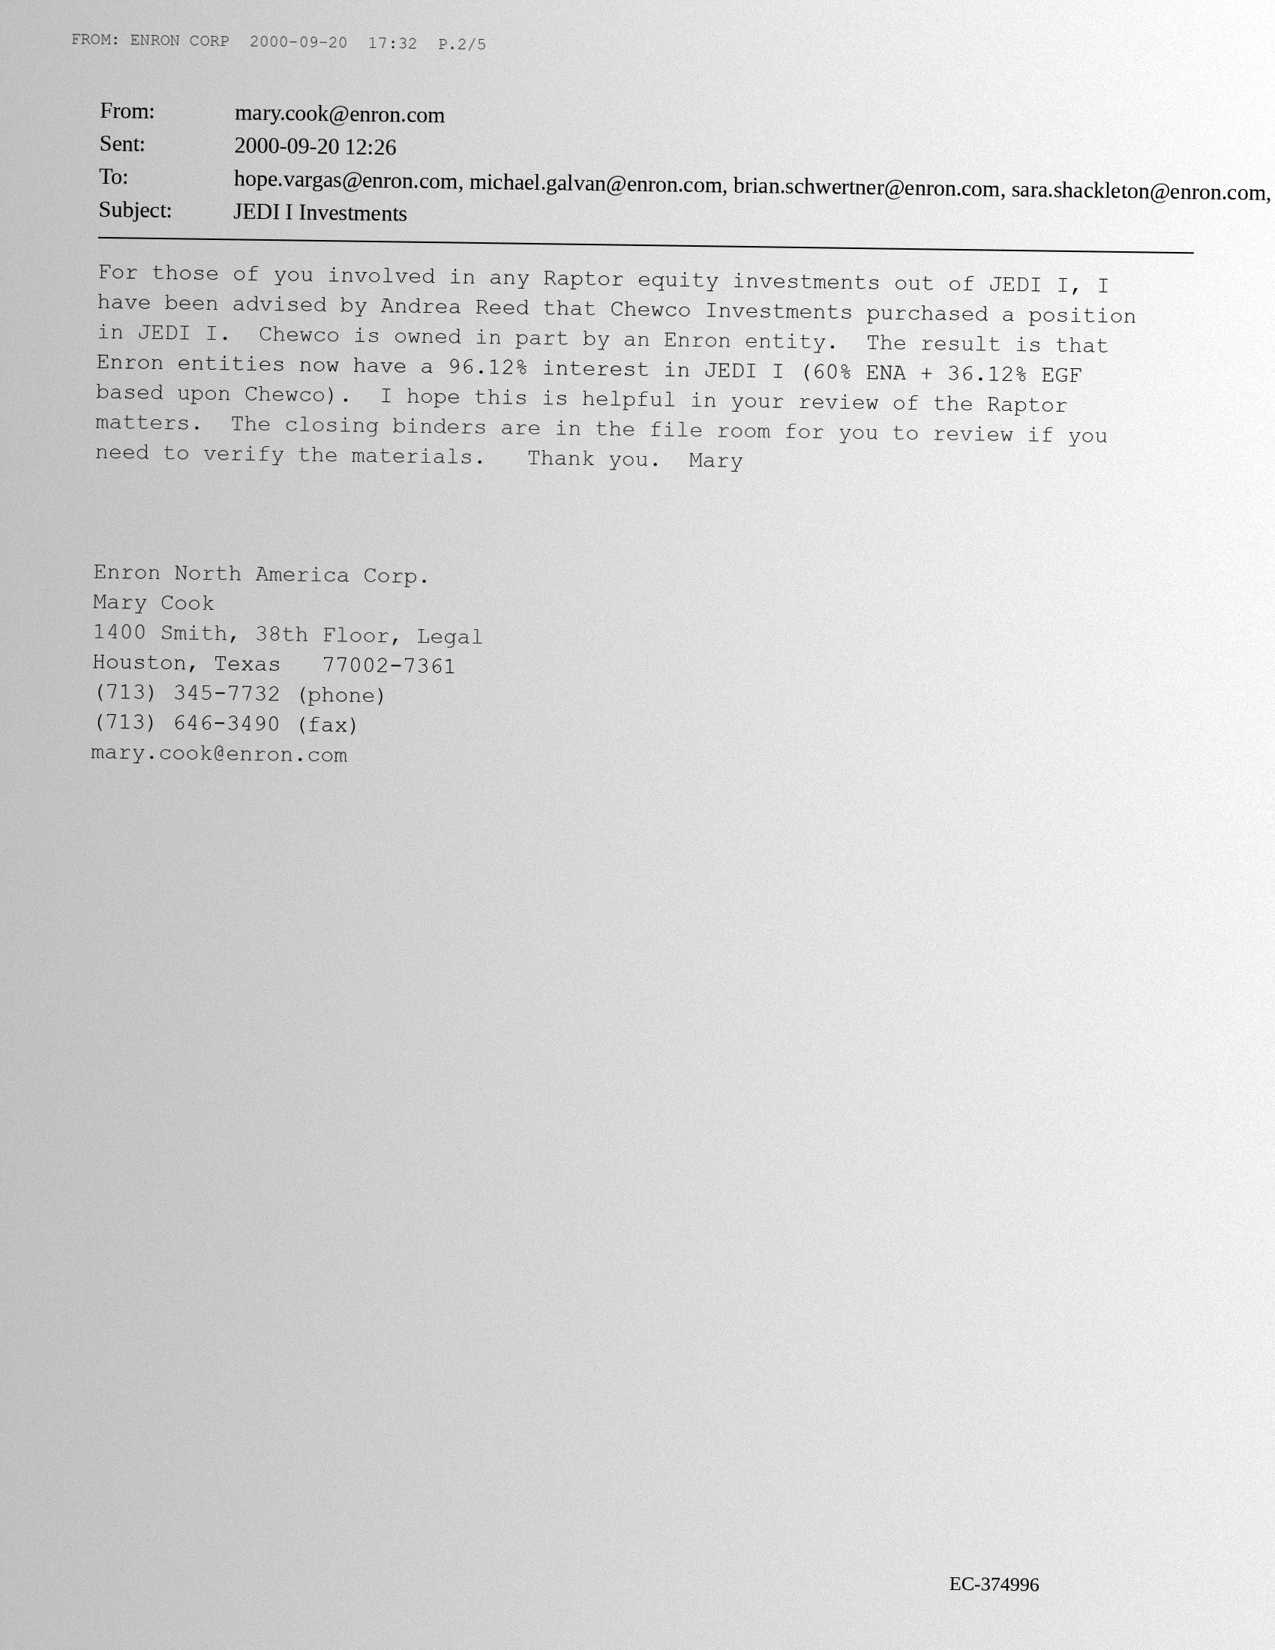 FROM: ENRON CORP  2000-09-20  17:32  P.2/5
From: mary.cook@enron.com
Sent: 2000-09-20 12:26
To: hope.vargas@enron.com, michael.galvan@enron.com, brian.schwertner@enron.com, sara.shackleton@enron.com,
Subject: JEDI I Investments
For those of you involved in any Raptor equity investments out of JEDI I, I
have been advised by Andrea Reed that Chewco Investments purchased a position
in JEDI I.  Chewco is owned in part by an Enron entity.  The result is that
Enron entities now have a 96.12% interest in JEDI I (60% ENA + 36.12% EGF
based upon Chewco).  I hope this is helpful in your review of the Raptor
matters.  The closing binders are in the file room for you to review if you
need to verify the materials.   Thank you.  Mary
Enron North America Corp.
Mary Cook
1400 Smith, 38th Floor, Legal
Houston, Texas   77002-7361
(713) 345-7732 (phone)
(713) 646-3490 (fax)
mary.cook@enron.com
EC-374996